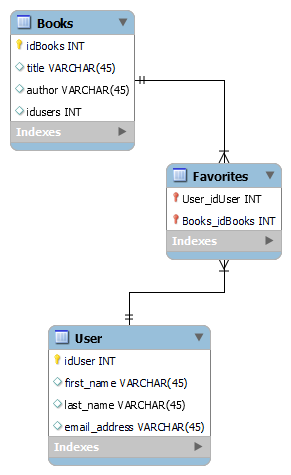 Books
idBooks INT
title VARCHAR(45)
author VARCHAR(45)
idusers INT
Indexes
Favorites
User_idUser INT
Books_idBooks INT
Indexes
User
idUser INT
first_name VARCHAR(45)
last_name VARCHAR(45)
email_address VARCHAR(45)
Indexes